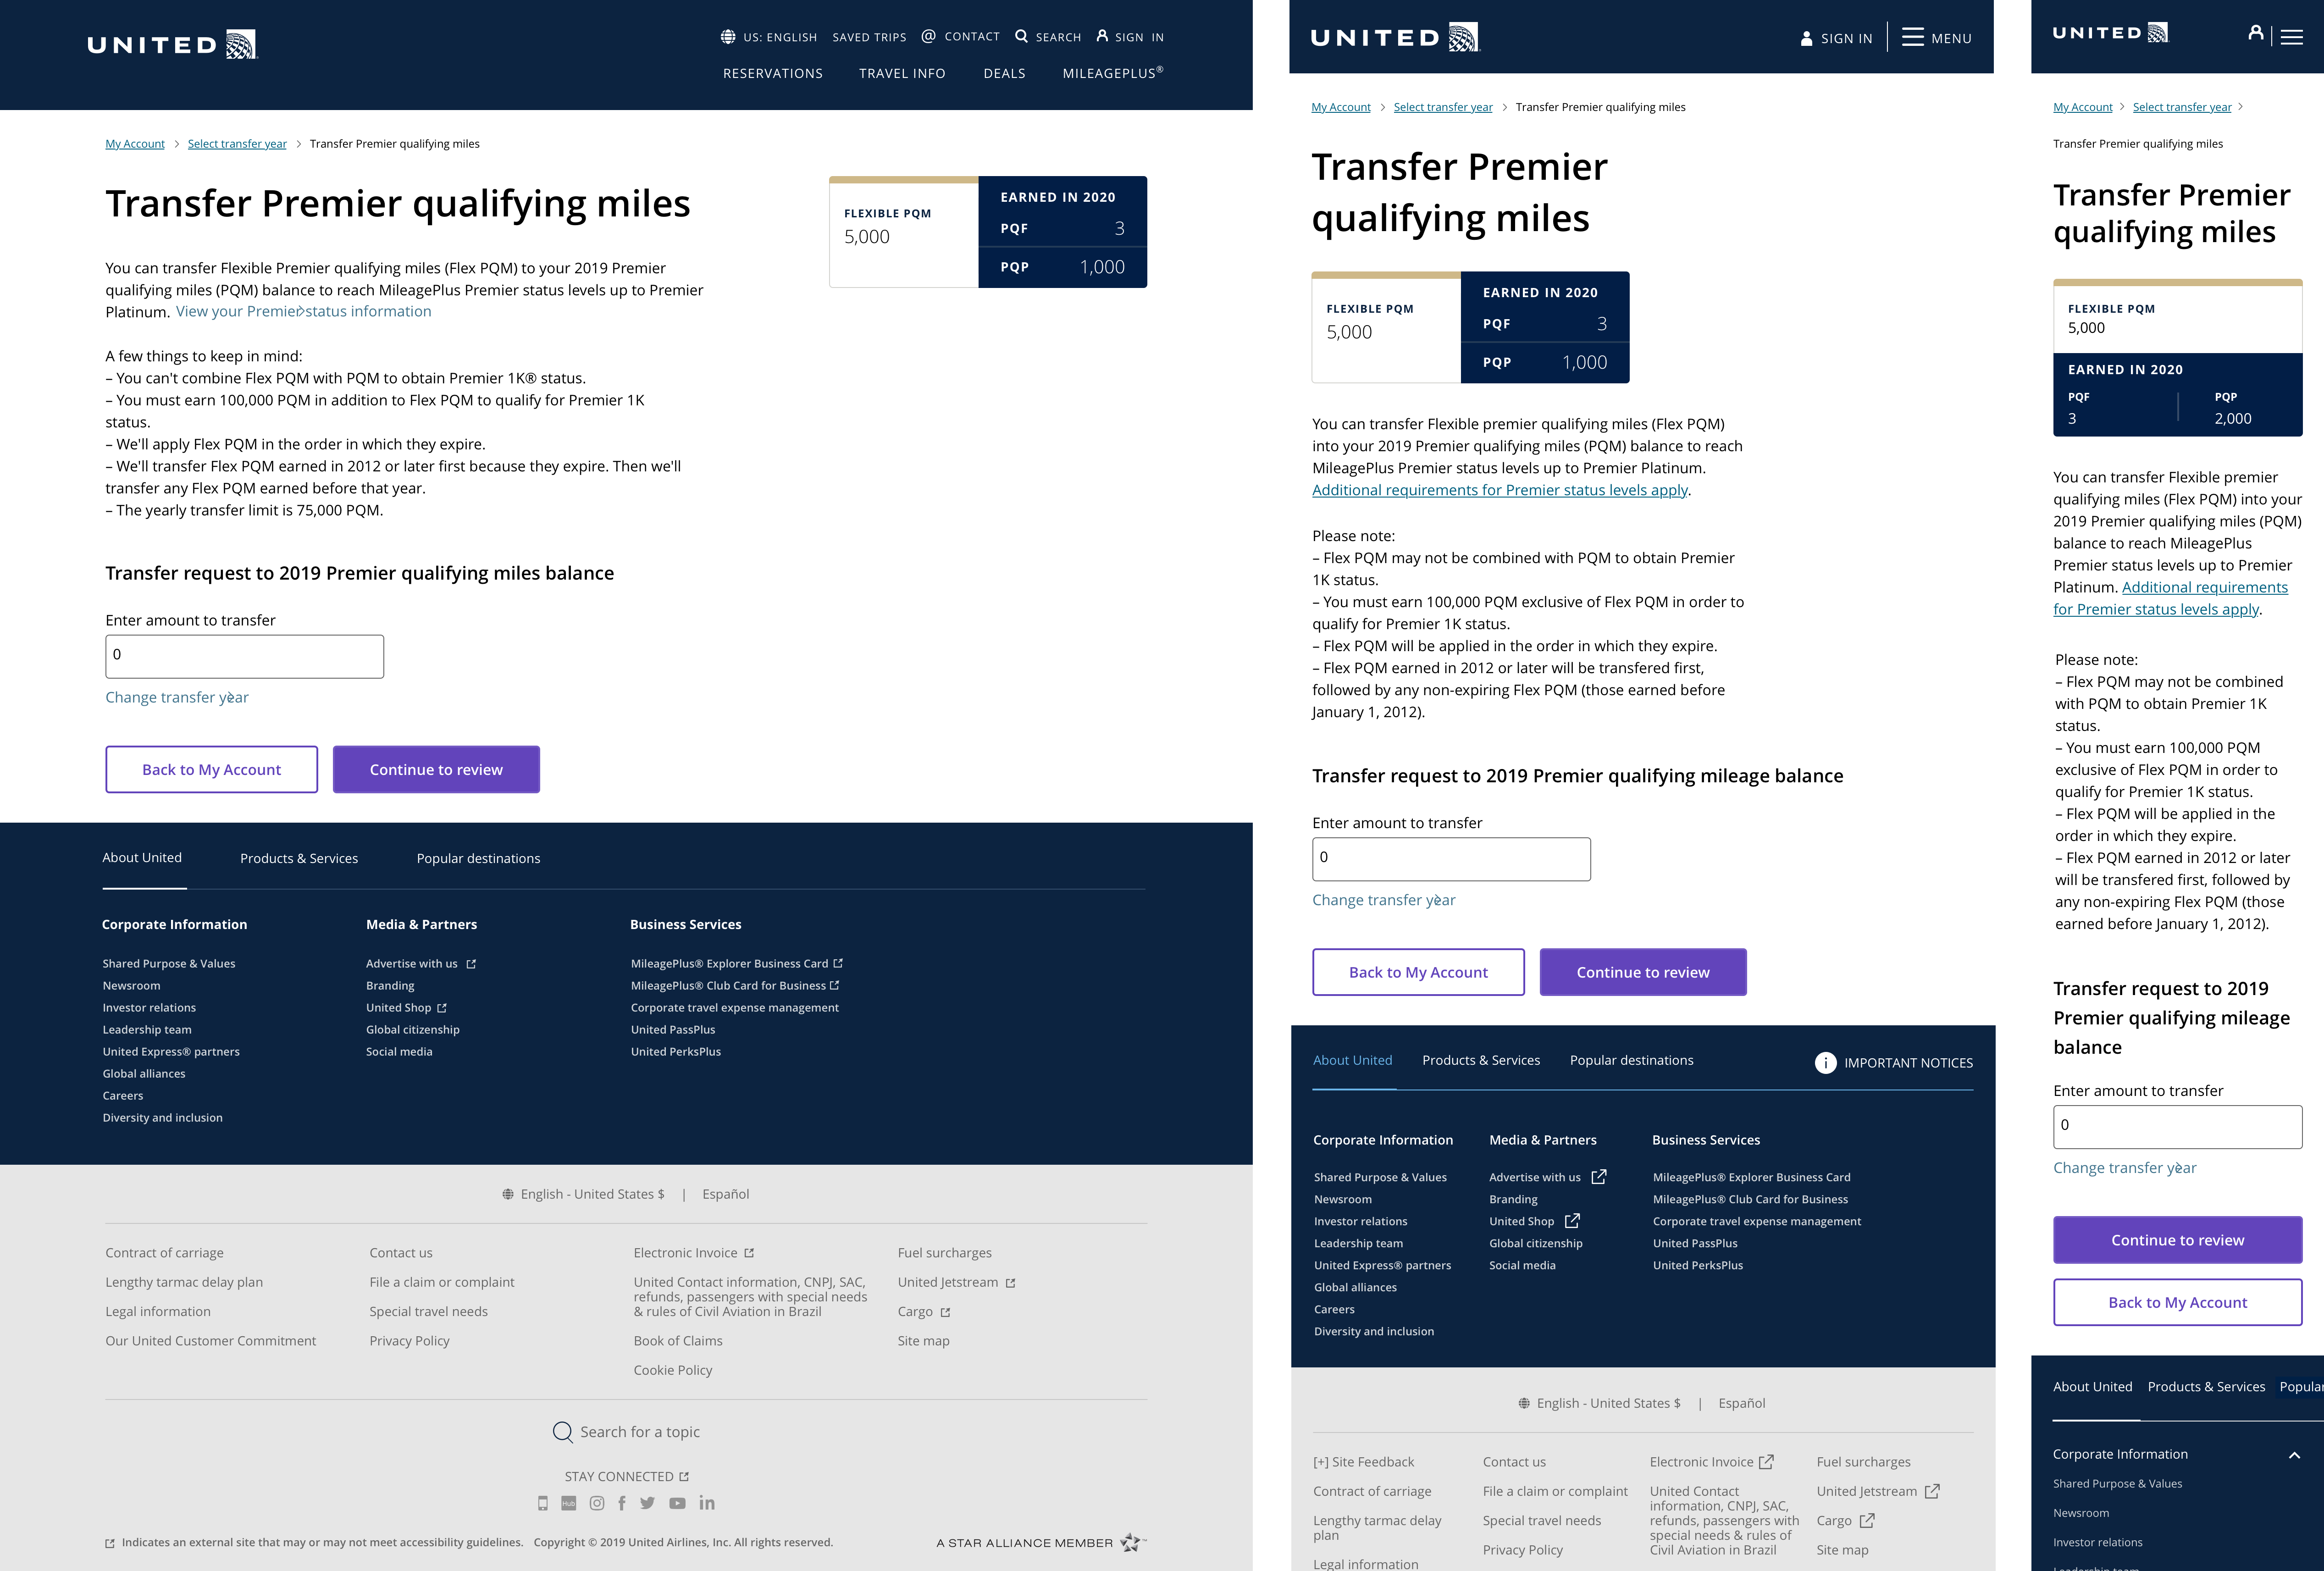 UNITED
US: ENGLISH SAVED TRIPS @ CONTACT SEARCH SIGN IN
RESERVATIONS TRAVEL INFO DEALS MILEAGEPLUS®
My Account > Select transfer year > Transfer Premier qualifying miles
Transfer Premier qualifying miles
You can transfer Flexible Premier qualifying miles (Flex PQM) to your 2019 Premier
qualifying miles (PQM) balance to reach MileagePlus Premier status levels up to Premier
Platinum. View your Premier status information
A few things to keep in mind:
– You can't combine Flex PQM with PQM to obtain Premier 1K® status.
– You must earn 100,000 PQM in addition to Flex PQM to qualify for Premier 1K
status.
– We'll apply Flex PQM in the order in which they expire.
– We'll transfer Flex PQM earned in 2012 or later first because they expire. Then we'll
transfer any Flex PQM earned before that year.
– The yearly transfer limit is 75,000 PQM.
FLEXIBLE PQM
5,000
EARNED IN 2020
PQF 3
PQP 1,000
Transfer request to 2019 Premier qualifying miles balance
Enter amount to transfer
0
Change transfer year
Back to My Account Continue to review
About United Products & Services Popular destinations
Corporate Information
Shared Purpose & Values
Newsroom
Investor relations
Leadership team
United Express® partners
Global alliances
Careers
Diversity and inclusion
Media & Partners
Advertise with us
Branding
United Shop
Global citizenship
Social media
Business Services
MileagePlus® Explorer Business Card
MileagePlus® Club Card for Business
Corporate travel expense management
United PassPlus
United PerksPlus
English - United States $ | Español
Contract of carriage
Lengthy tarmac delay plan
Legal information
Our United Customer Commitment
Contact us
File a claim or complaint
Special travel needs
Privacy Policy
Electronic Invoice
United Contact information, CNPJ, SAC,
refunds, passengers with special needs
& rules of Civil Aviation in Brazil
Book of Claims
Cookie Policy
Fuel surcharges
United Jetstream
Cargo
Site map
Search for a topic
STAY CONNECTED
Hub
Indicates an external site that may or may not meet accessibility guidelines. Copyright © 2019 United Airlines, Inc. All rights reserved.
A STAR ALLIANCE MEMBER
UNITED
SIGN IN MENU
My Account > Select transfer year > Transfer Premier qualifying miles
Transfer Premier
qualifying miles
FLEXIBLE PQM
5,000
EARNED IN 2020
PQF 3
PQP 1,000
You can transfer Flexible premier qualifying miles (Flex PQM)
into your 2019 Premier qualifying miles (PQM) balance to reach
MileagePlus Premier status levels up to Premier Platinum.
Additional requirements for Premier status levels apply.
Please note:
– Flex PQM may not be combined with PQM to obtain Premier
1K status.
– You must earn 100,000 PQM exclusive of Flex PQM in order to
qualify for Premier 1K status.
– Flex PQM will be applied in the order in which they expire.
– Flex PQM earned in 2012 or later will be transfered first,
followed by any non-expiring Flex PQM (those earned before
January 1, 2012).
Transfer request to 2019 Premier qualifying mileage balance
Enter amount to transfer
0
Change transfer year
Back to My Account Continue to review
About United Products & Services Popular destinations i IMPORTANT NOTICES
Corporate Information
Shared Purpose & Values
Newsroom
Investor relations
Leadership team
United Express® partners
Global alliances
Careers
Diversity and inclusion
Media & Partners
Advertise with us
Branding
United Shop
Global citizenship
Social media
Business Services
MileagePlus® Explorer Business Card
MileagePlus® Club Card for Business
Corporate travel expense management
United PassPlus
United PerksPlus
English - United States $ | Español
[+] Site Feedback
Contract of carriage
Lengthy tarmac delay
plan
Legal information
Contact us
File a claim or complaint
Special travel needs
Privacy Policy
Electronic Invoice
United Contact
information, CNPJ, SAC,
refunds, passengers with
special needs & rules of
Civil Aviation in Brazil
Fuel surcharges
United Jetstream
Cargo
Site map
UNITED
My Account > Select transfer year >
Transfer Premier qualifying miles
Transfer Premier
qualifying miles
FLEXIBLE PQM
5,000
EARNED IN 2020
PQF PQP
3 2,000
You can transfer Flexible premier
qualifying miles (Flex PQM) into your
2019 Premier qualifying miles (PQM)
balance to reach MileagePlus
Premier status levels up to Premier
Platinum. Additional requirements
for Premier status levels apply.
Please note:
– Flex PQM may not be combined
with PQM to obtain Premier 1K
status.
– You must earn 100,000 PQM
exclusive of Flex PQM in order to
qualify for Premier 1K status.
– Flex PQM will be applied in the
order in which they expire.
– Flex PQM earned in 2012 or later
will be transfered first, followed by
any non-expiring Flex PQM (those
earned before January 1, 2012).
Transfer request to 2019
Premier qualifying mileage
balance
Enter amount to transfer
0
Change transfer year
Continue to review
Back to My Account
About United Products & Services Popular
Corporate Information
Shared Purpose & Values
Newsroom
Investor relations